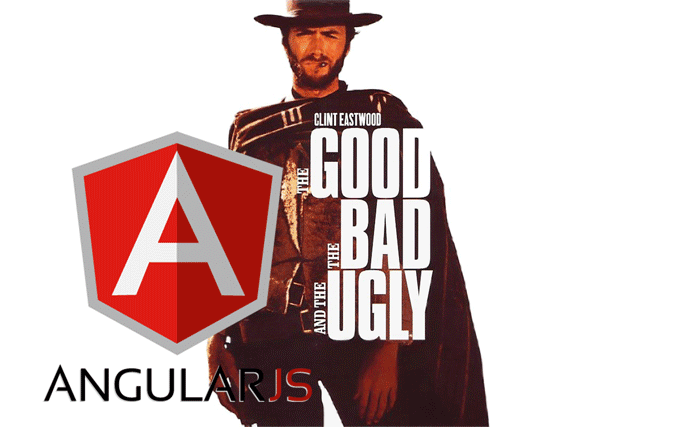 CLINT EASTWOOD
THE GOOD
THE BAD
AND THE UGLY
A
ANGULARJS